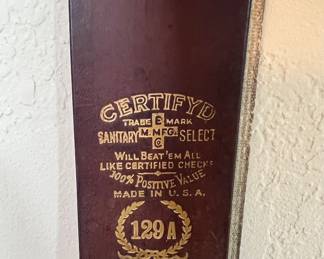 CERTIFYD
TRADE MARK
B
SANITARY M.MFG. SELECT
CO
WILL BEAT 'EM ALL
LIKE CERTIFIED CHECKS
100% POSITIVE VALUE
MADE IN U.S.A.
129A